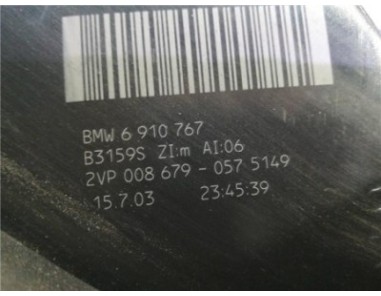 BMW 6 910 767
B3159S ZI:m AI:06
2VP 008 679 - 057 5149
15.7.03 23:45:39